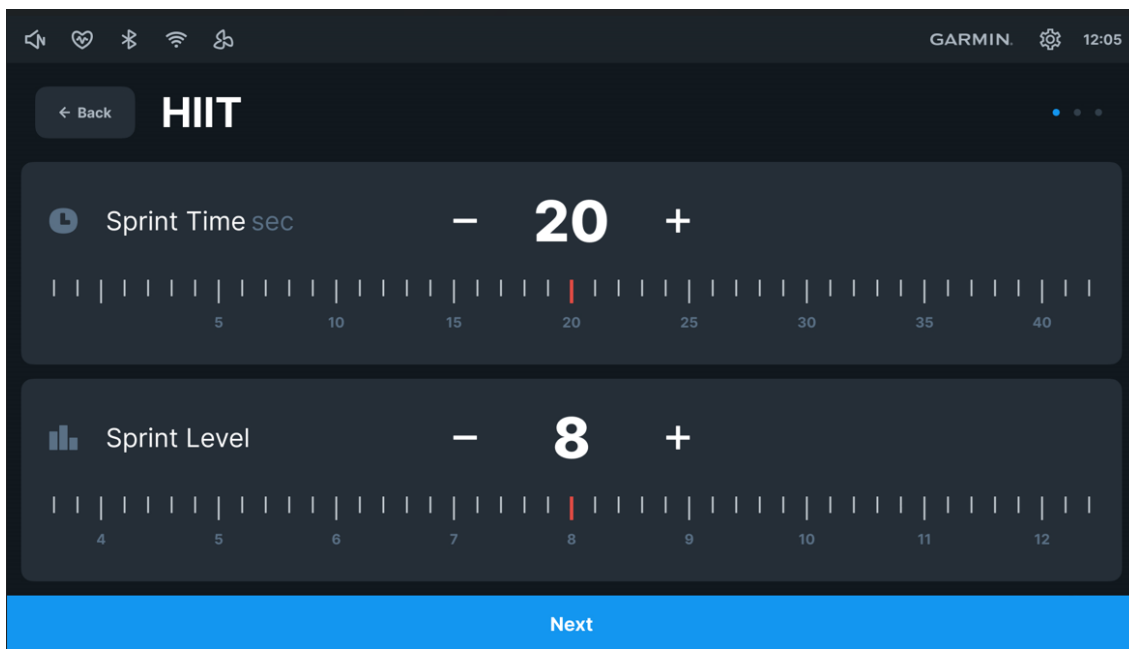 GARMIN. 12:05
← Back HIIT
Sprint Time sec − 20 +
5 10 15 20 25 30 35 40
Sprint Level − 8 +
4 5 6 7 8 9 10 11 12
Next